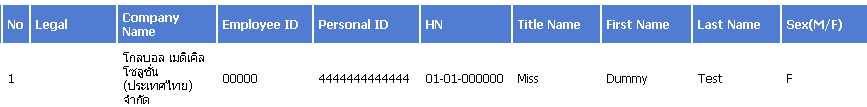 No Legal Company Name Employee ID Personal ID HN Title Name First Name Last Name Sex(M/F)
1 โกลบอล เมดิเคิล โซลูชั่น (ประเทศไทย) จำกัด 00000 4444444444444 01-01-000000 Miss Dummy Test F